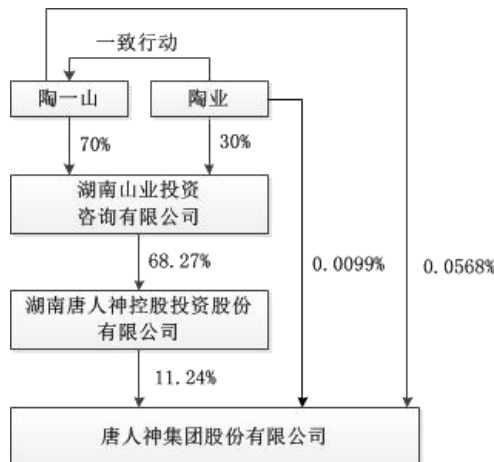 一致行动
陶一山
陶业
70%
30%
湖南山业投资
咨询有限公司
68.27%
0.0099%
0.0568%
湖南唐人神控股投资股份
有限公司
11.24%
唐人神集团股份有限公司